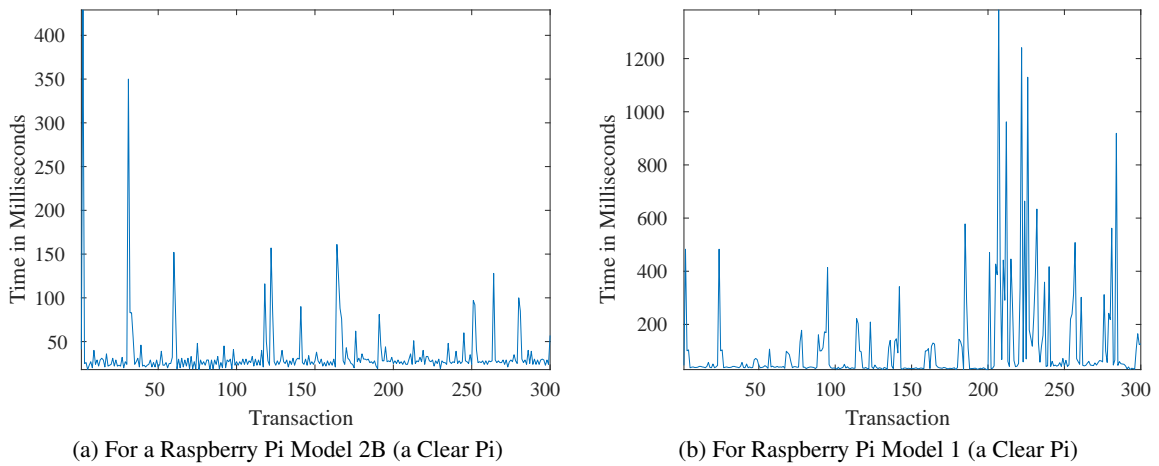 400
350
300
250
200
150
100
50
Time in Milliseconds
50 100 150 200 250 300
Transaction
(a) For a Raspberry Pi Model 2B (a Clear Pi)
1200
1000
800
600
400
200
Time in Milliseconds
50 100 150 200 250 300
Transaction
(b) For Raspberry Pi Model 1 (a Clear Pi)